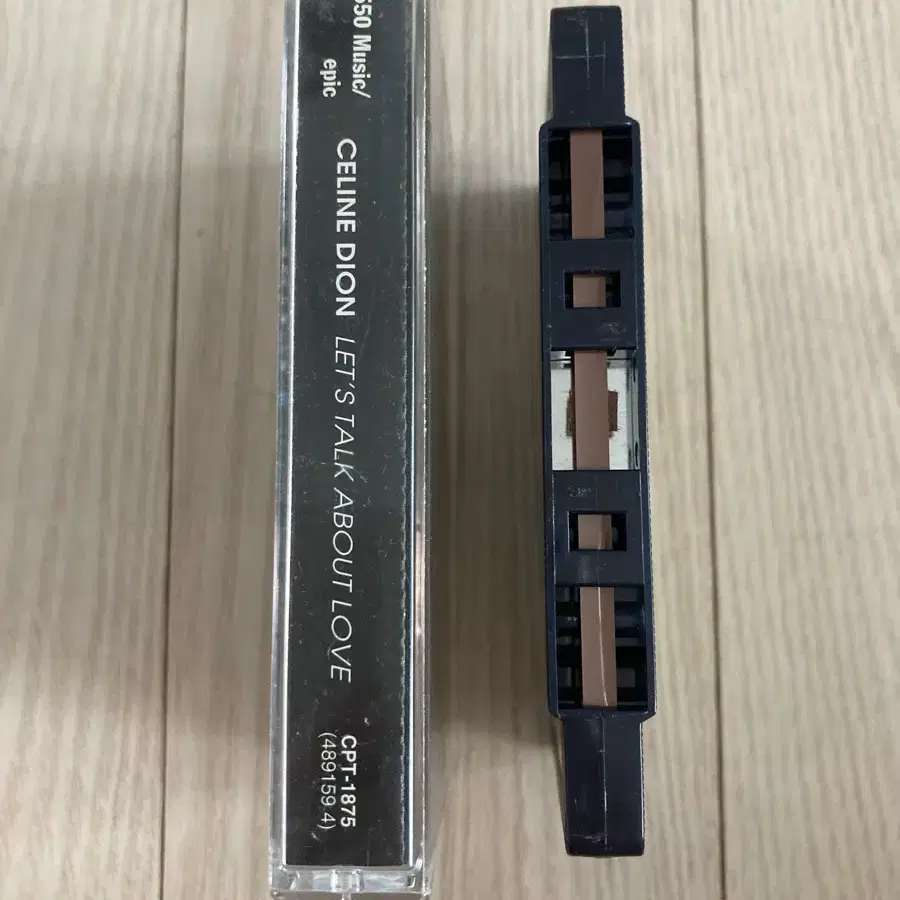 550 Music/
epic
CELINE DION LET'S TALK ABOUT LOVE
CPT-1875
(489159.4)